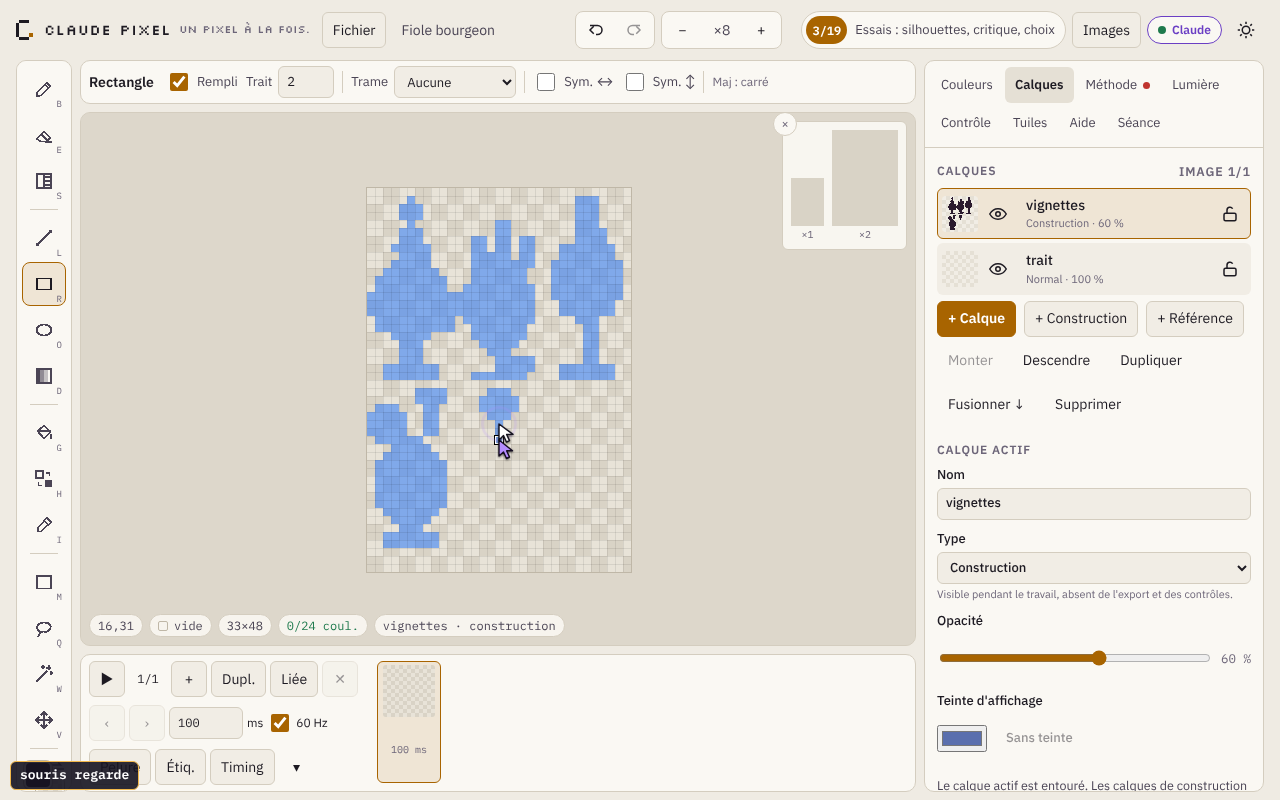 CLAUDE PIXEL UN PIXEL À LA FOIS. Fichier Fiole bourgeon − ×8 + 3/19 Essais : silhouettes, critique, choix Images Claude
Rectangle Rempli Trait 2 Trame Aucune Sym. ↔ Sym. ↕ Maj : carré
B
E
S
L
R
O
D
G
H
I
M
Q
W
V
×
×1 ×2
16,31 vide 33×48 0/24 coul. vignettes · construction
▶ 1/1 + Dupl. Liée ✕
‹ › 100 ms 60 Hz
Étiq. Timing ▼
100 ms
souris regarde
Couleurs Calques Méthode Lumière
Contrôle Tuiles Aide Séance
CALQUES IMAGE 1/1
vignettes
Construction · 60 %
trait
Normal · 100 %
+ Calque + Construction + Référence
Monter Descendre Dupliquer
Fusionner ↓ Supprimer
CALQUE ACTIF
Nom
vignettes
Type
Construction
Visible pendant le travail, absent de l'export et des contrôles.
Opacité
60 %
Teinte d'affichage
Sans teinte
Le calque actif est entouré. Les calques de construction